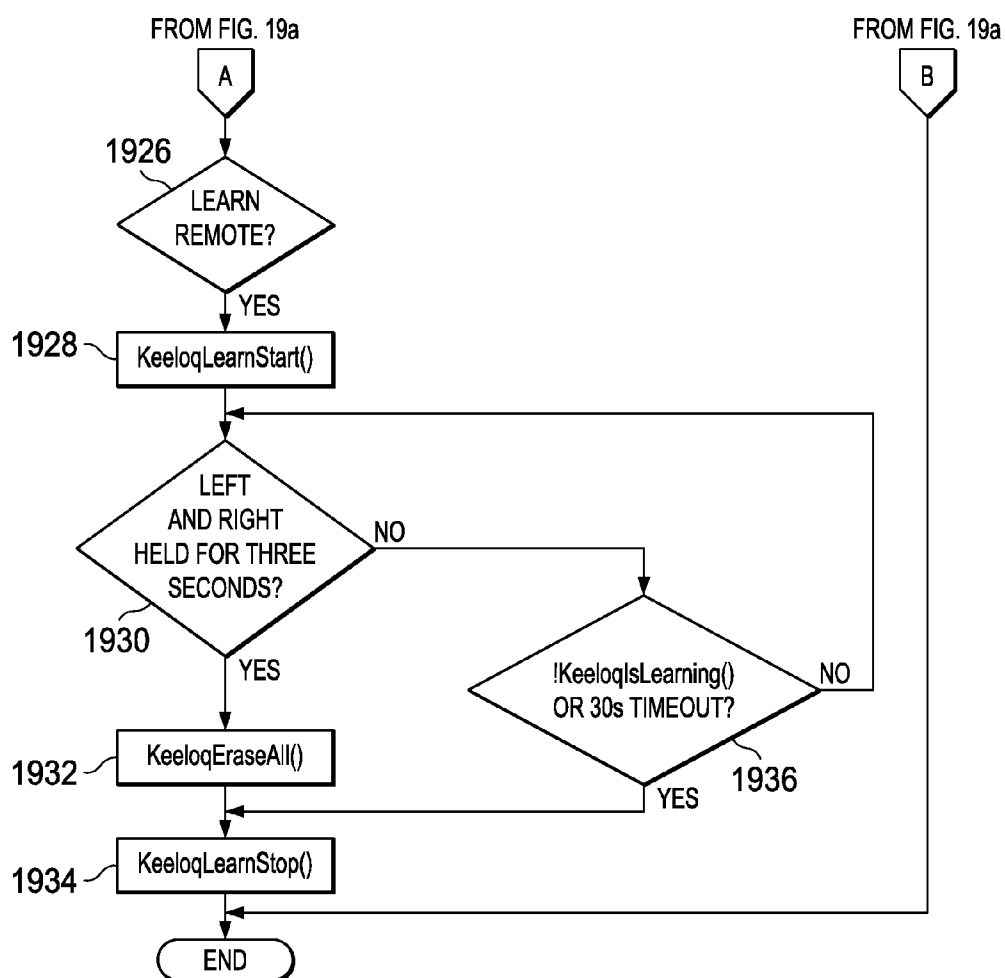 FROM FIG. 19a
A
FROM FIG. 19a
B
1926
LEARN
REMOTE?
YES
1928
KeeloqLearnStart()
LEFT
AND RIGHT
HELD FOR THREE
SECONDS?
NO
1930
YES
!KeeloqIsLearning()
OR 30s TIMEOUT?
NO
1936
YES
1932
KeeloqEraseAll()
1934
KeeloqLearnStop()
END